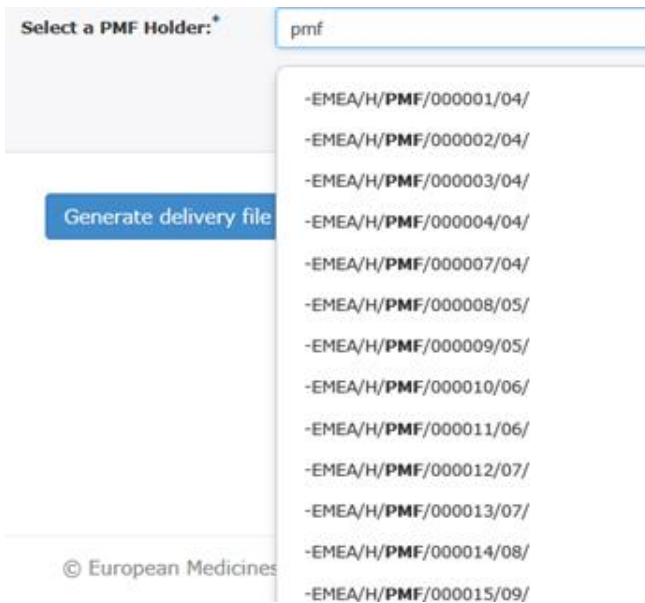 Select a PMF Holder:*
pmf
-EMEA/H/PMF/000001/04/
-EMEA/H/PMF/000002/04/
-EMEA/H/PMF/000003/04/
-EMEA/H/PMF/000004/04/
-EMEA/H/PMF/000007/04/
-EMEA/H/PMF/000008/05/
-EMEA/H/PMF/000009/05/
-EMEA/H/PMF/000010/06/
-EMEA/H/PMF/000011/06/
-EMEA/H/PMF/000012/07/
-EMEA/H/PMF/000013/07/
-EMEA/H/PMF/000014/08/
-EMEA/H/PMF/000015/09/
Generate delivery file
© European Medicines